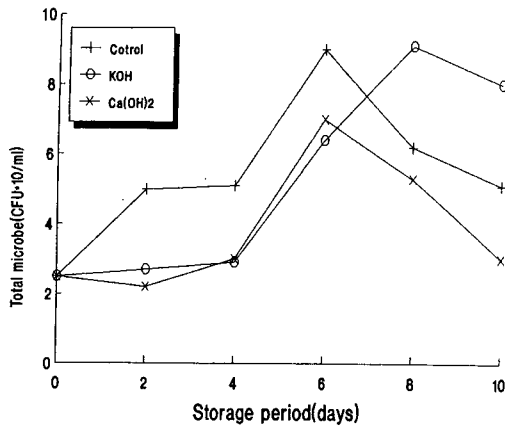 Cotrol
KOH
Ca(OH)2
Total microbe(CFU•10/ml)
10
8
6
4
2
0
0 2 4 6 8 10
Storage period(days)